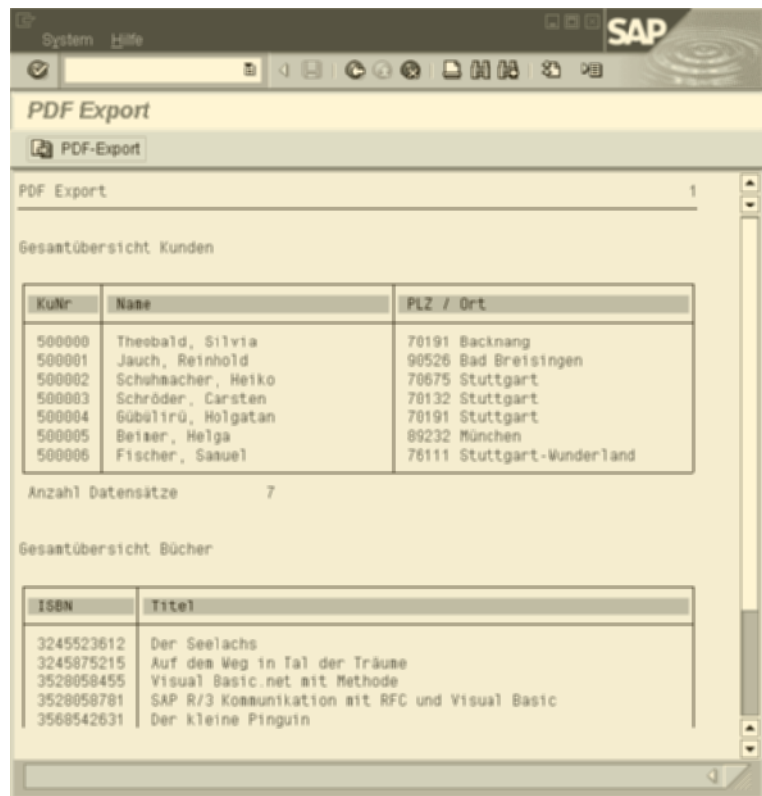 System Hilfe
SAP
PDF Export
PDF-Export
PDF Export 1
Gesamtübersicht Kunden
KuNr Name PLZ / Ort
500000 Theobald, Silvia 70191 Backnang
500001 Jauch, Reinhold 90526 Bad Breisingen
500002 Schuhmacher, Heiko 70675 Stuttgart
500003 Schröder, Carsten 70132 Stuttgart
500004 Gübülirü, Holgatan 70191 Stuttgart
500005 Beimer, Helga 89232 München
500006 Fischer, Samuel 76111 Stuttgart-Wunderland
Anzahl Datensätze 7
Gesamtübersicht Bücher
ISBN Titel
3245523612 Der Seelachs
3245875215 Auf dem Weg in Tal der Träume
3528058455 Visual Basic.net mit Methode
3528058781 SAP R/3 Kommunikation mit RFC und Visual Basic
3568542631 Der kleine Pinguin